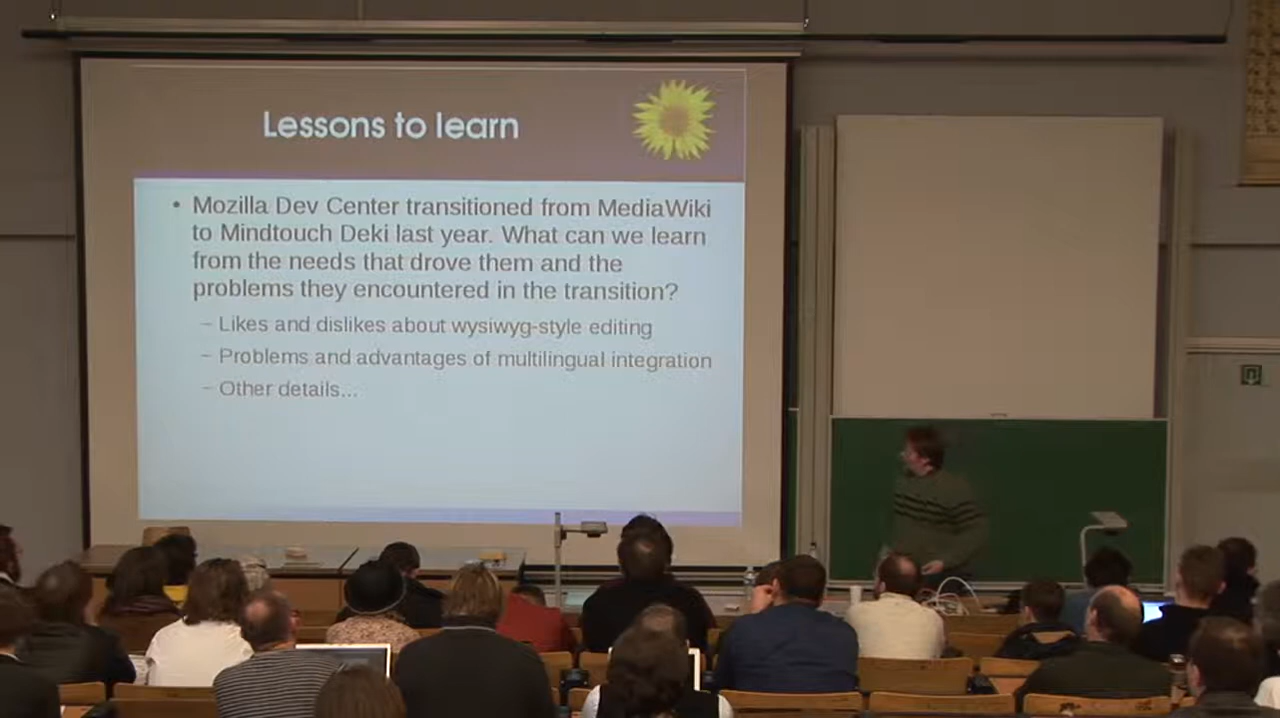 Lessons to learn
• Mozilla Dev Center transitioned from MediaWiki
to Mindtouch Deki last year. What can we learn
from the needs that drove them and the
problems they encountered in the transition?
– Likes and dislikes about wysiwyg-style editing
– Problems and advantages of multilingual integration
– Other details...